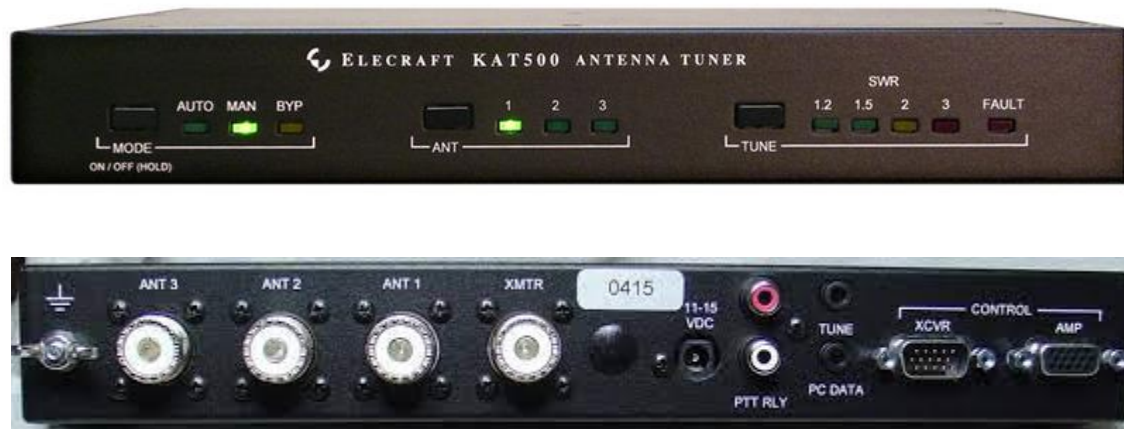 ELECRAFT KAT500 ANTENNA TUNER
SWR
AUTO MAN BYP 1 2 3 1.2 1.5 2 3 FAULT
MODE ANT TUNE
ON / OFF (HOLD)
ANT 3 ANT 2 ANT 1 XMTR 0415
11-15
VDC
CONTROL
TUNE XCVR AMP
PTT RLY PC DATA